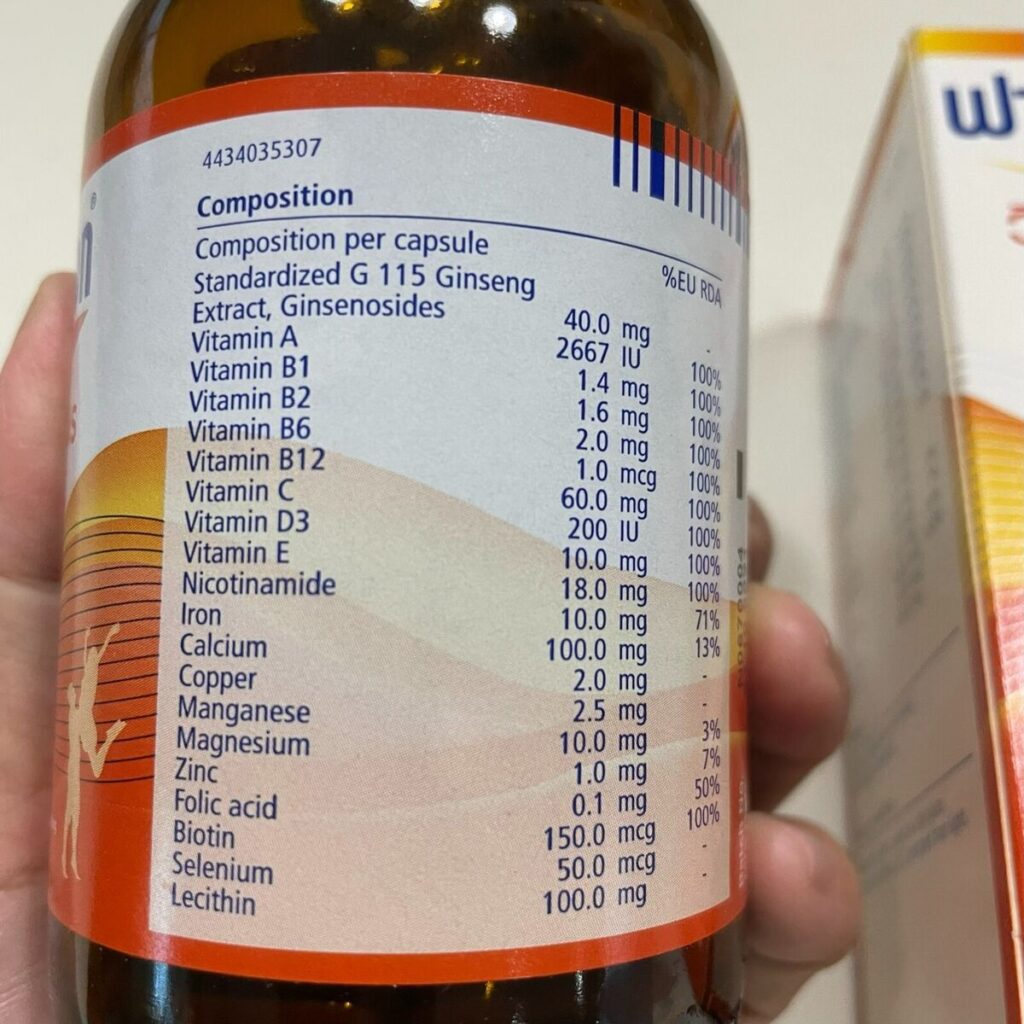 4434035307
Composition
Composition per capsule %EU RDA
Standardized G 115 Ginseng
Extract, Ginsenosides 40.0 mg -
Vitamin A 2667 IU 100%
Vitamin B1 1.4 mg 100%
Vitamin B2 1.6 mg 100%
Vitamin B6 2.0 mg 100%
Vitamin B12 1.0 mcg 100%
Vitamin C 60.0 mg 100%
Vitamin D3 200 IU 100%
Vitamin E 10.0 mg 100%
Nicotinamide 18.0 mg 100%
Iron 10.0 mg 71%
Calcium 100.0 mg 13%
Copper 2.0 mg -
Manganese 2.5 mg -
Magnesium 10.0 mg 3%
Zinc 1.0 mg 7%
Folic acid 0.1 mg 50%
Biotin 150.0 mcg 100%
Selenium 50.0 mcg -
Lecithin 100.0 mg -